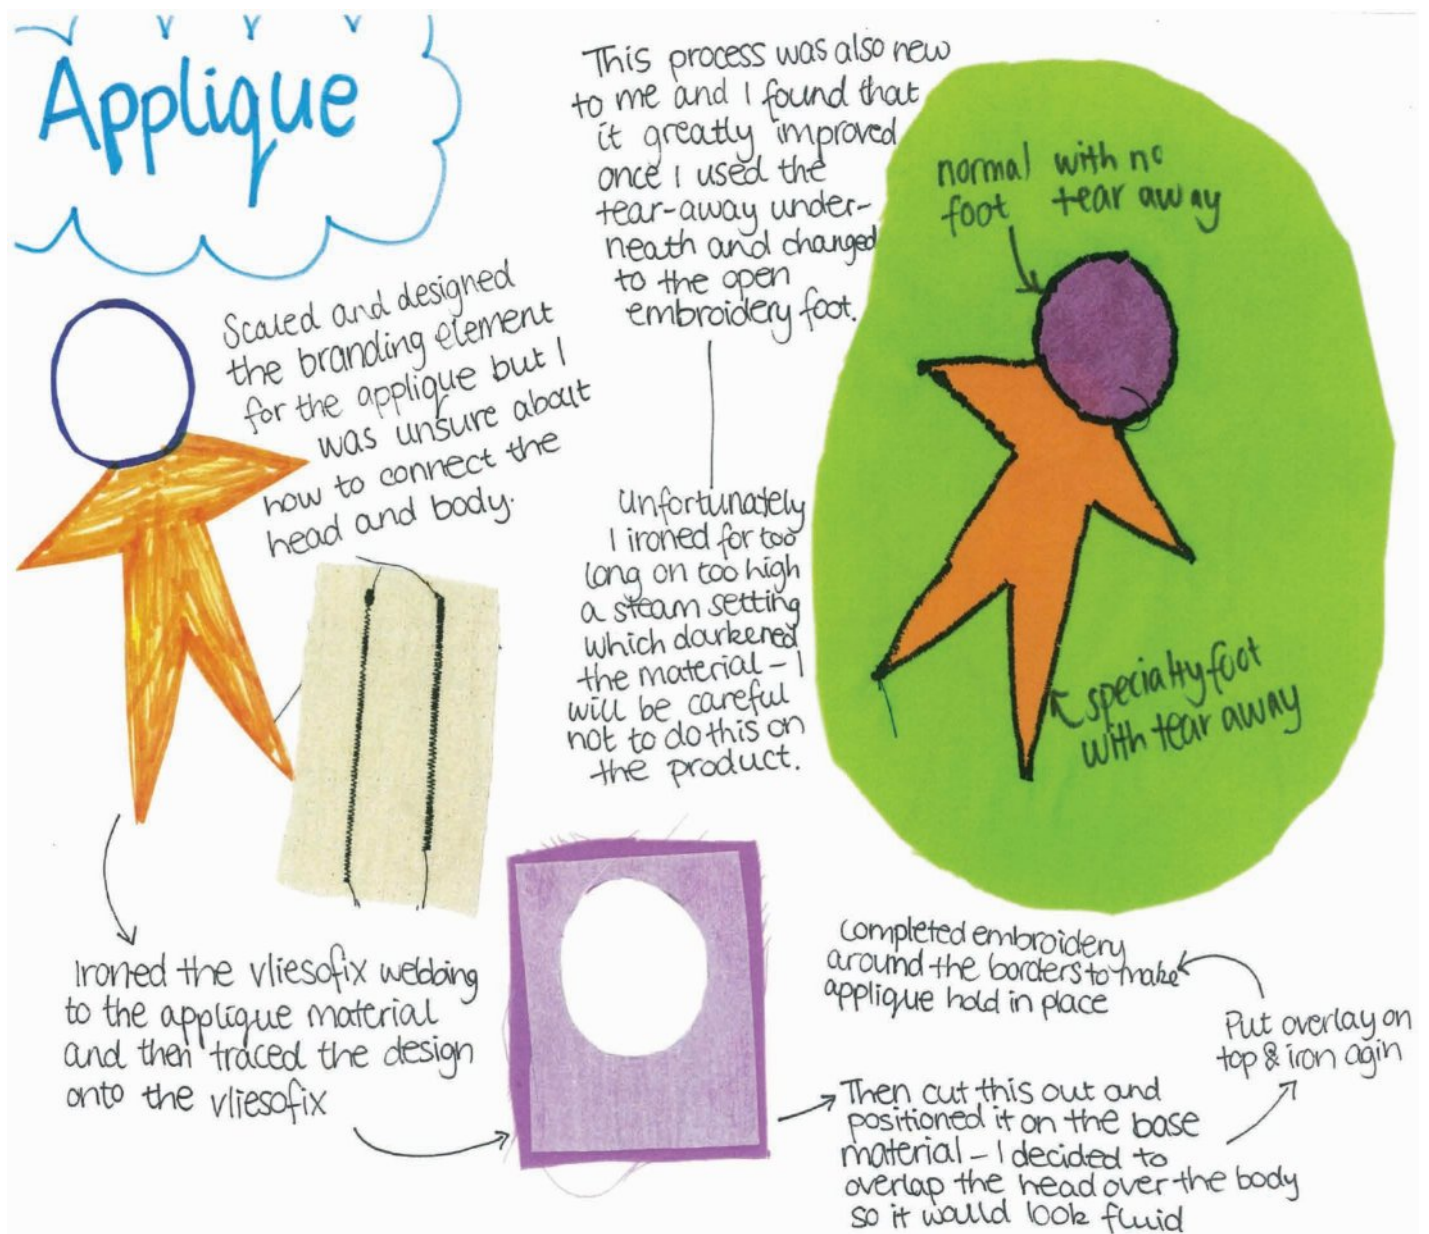 Applique
Scaled and designed
the branding element
for the applique but I
was unsure about
how to connect the
head and body.
This process was also new
to me and I found that
it greatly improved
once I used the
tear-away under-
neath and changed
to the open
embroidery foot.
Unfortunately
I ironed for too
long on too high
a steam setting
which darkened
the material - I
will be careful
not to do this on
the product.
normal with no
foot tear away
specialty foot
with tear away
Ironed the vliesofix webbing
to the applique material
and then traced the design
onto the vliesofix
Then cut this out and
positioned it on the base
material - I decided to
overlap the head over the body
so it would look fluid
Put overlay on
top & iron agin
completed embroidery
around the borders to make
applique hold in place